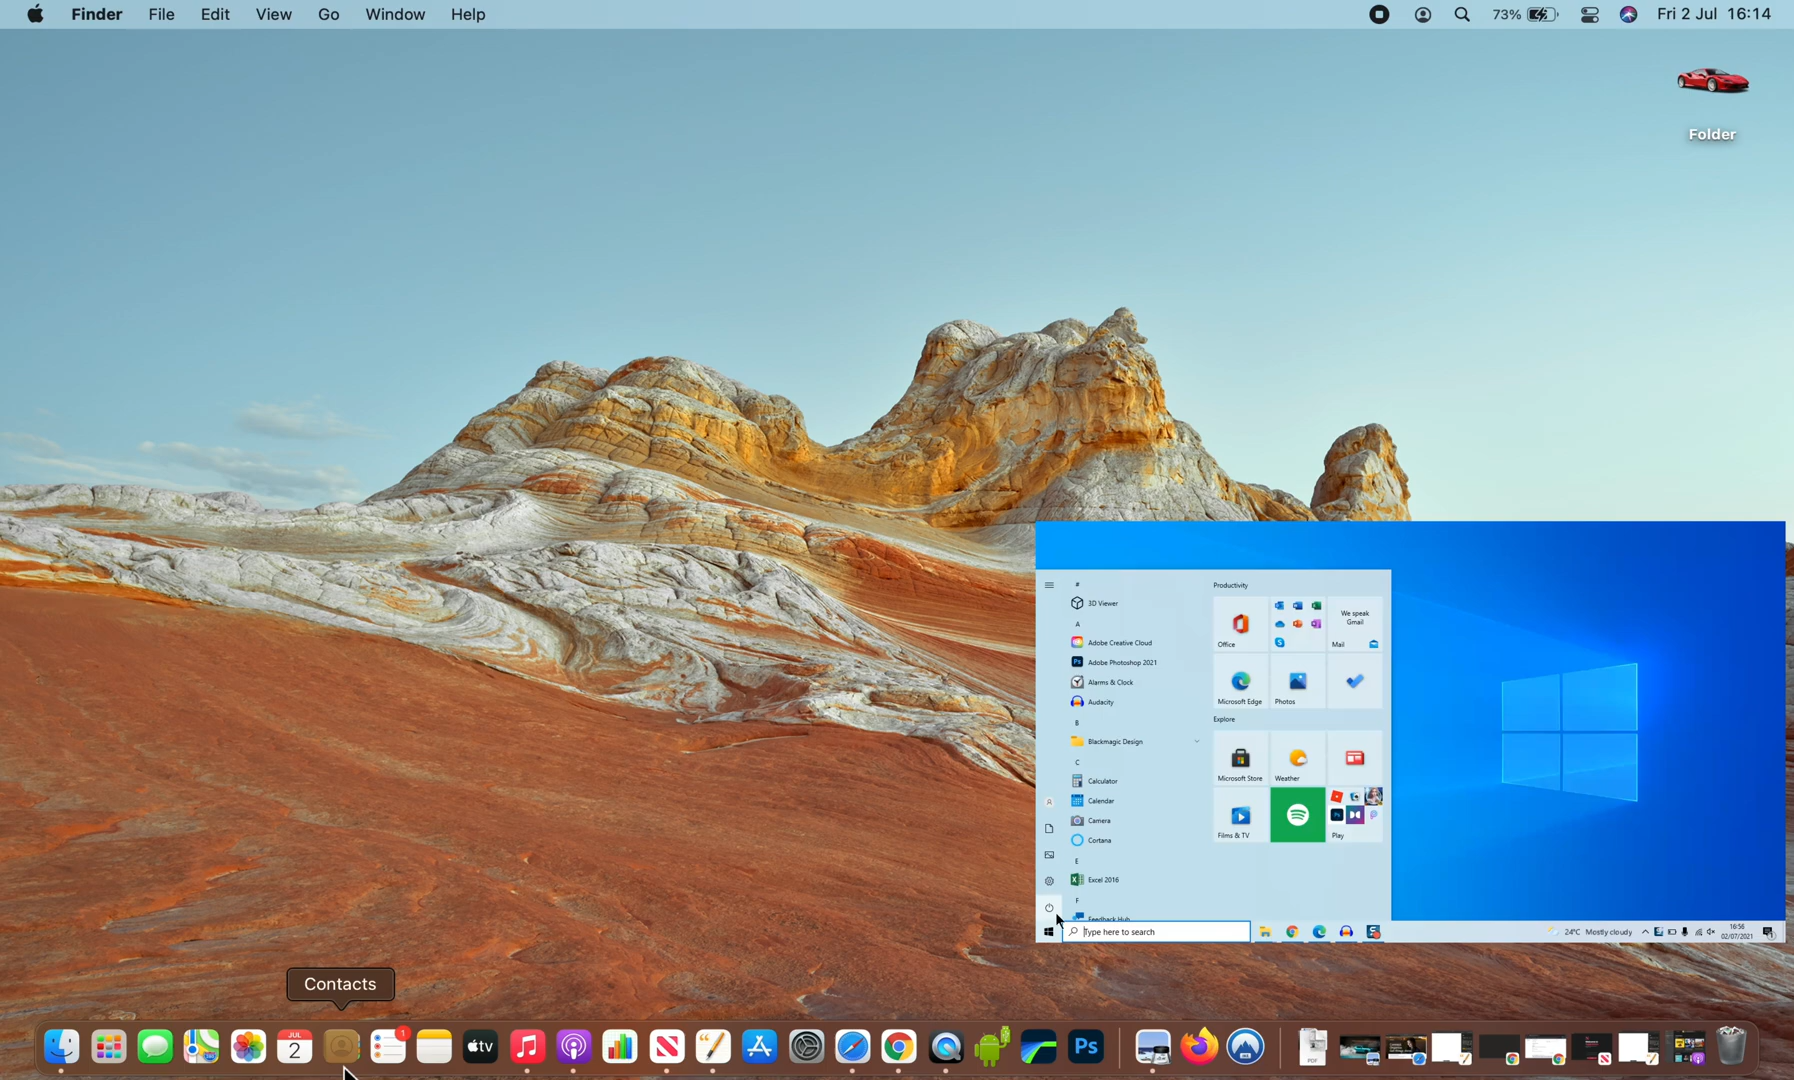 Finder File Edit View Go Window Help
73% Fri 2 Jul 16:14
Folder
#
3D Viewer
A
Adobe Creative Cloud
Ps Adobe Photoshop 2021
Alarms & Clock
Audacity
B
Blackmagic Design
C
Calculator
Calendar
Camera
Cortana
E
Excel 2016
F
Feedback Hub
Productivity
Office
We speak
Gmail
Mail
Microsoft Edge
Photos
Explore
Microsoft Store
Weather
Films & TV
Play
Type here to search
24°C Mostly cloudy
16:56
02/07/2021
Contacts
JUL
2
1
tv
Ps
PDF